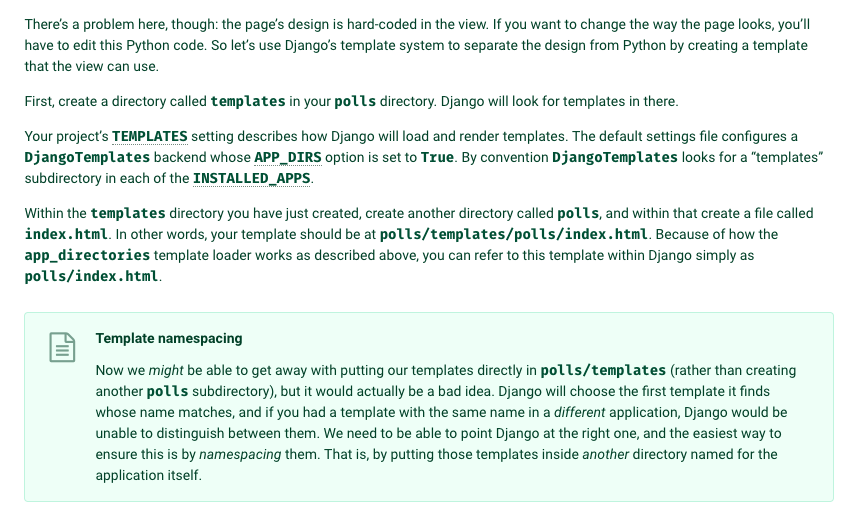 There’s a problem here, though: the page’s design is hard-coded in the view. If you want to change the way the page looks, you’ll
have to edit this Python code. So let’s use Django’s template system to separate the design from Python by creating a template
that the view can use.
First, create a directory called templates in your polls directory. Django will look for templates in there.
Your project’s TEMPLATES setting describes how Django will load and render templates. The default settings file configures a
DjangoTemplates backend whose APP_DIRS option is set to True. By convention DjangoTemplates looks for a “templates”
subdirectory in each of the INSTALLED_APPS.
Within the templates directory you have just created, create another directory called polls, and within that create a file called
index.html. In other words, your template should be at polls/templates/polls/index.html. Because of how the
app_directories template loader works as described above, you can refer to this template within Django simply as
polls/index.html.
Template namespacing
Now we might be able to get away with putting our templates directly in polls/templates (rather than creating
another polls subdirectory), but it would actually be a bad idea. Django will choose the first template it finds
whose name matches, and if you had a template with the same name in a different application, Django would be
unable to distinguish between them. We need to be able to point Django at the right one, and the easiest way to
ensure this is by namespacing them. That is, by putting those templates inside another directory named for the
application itself.